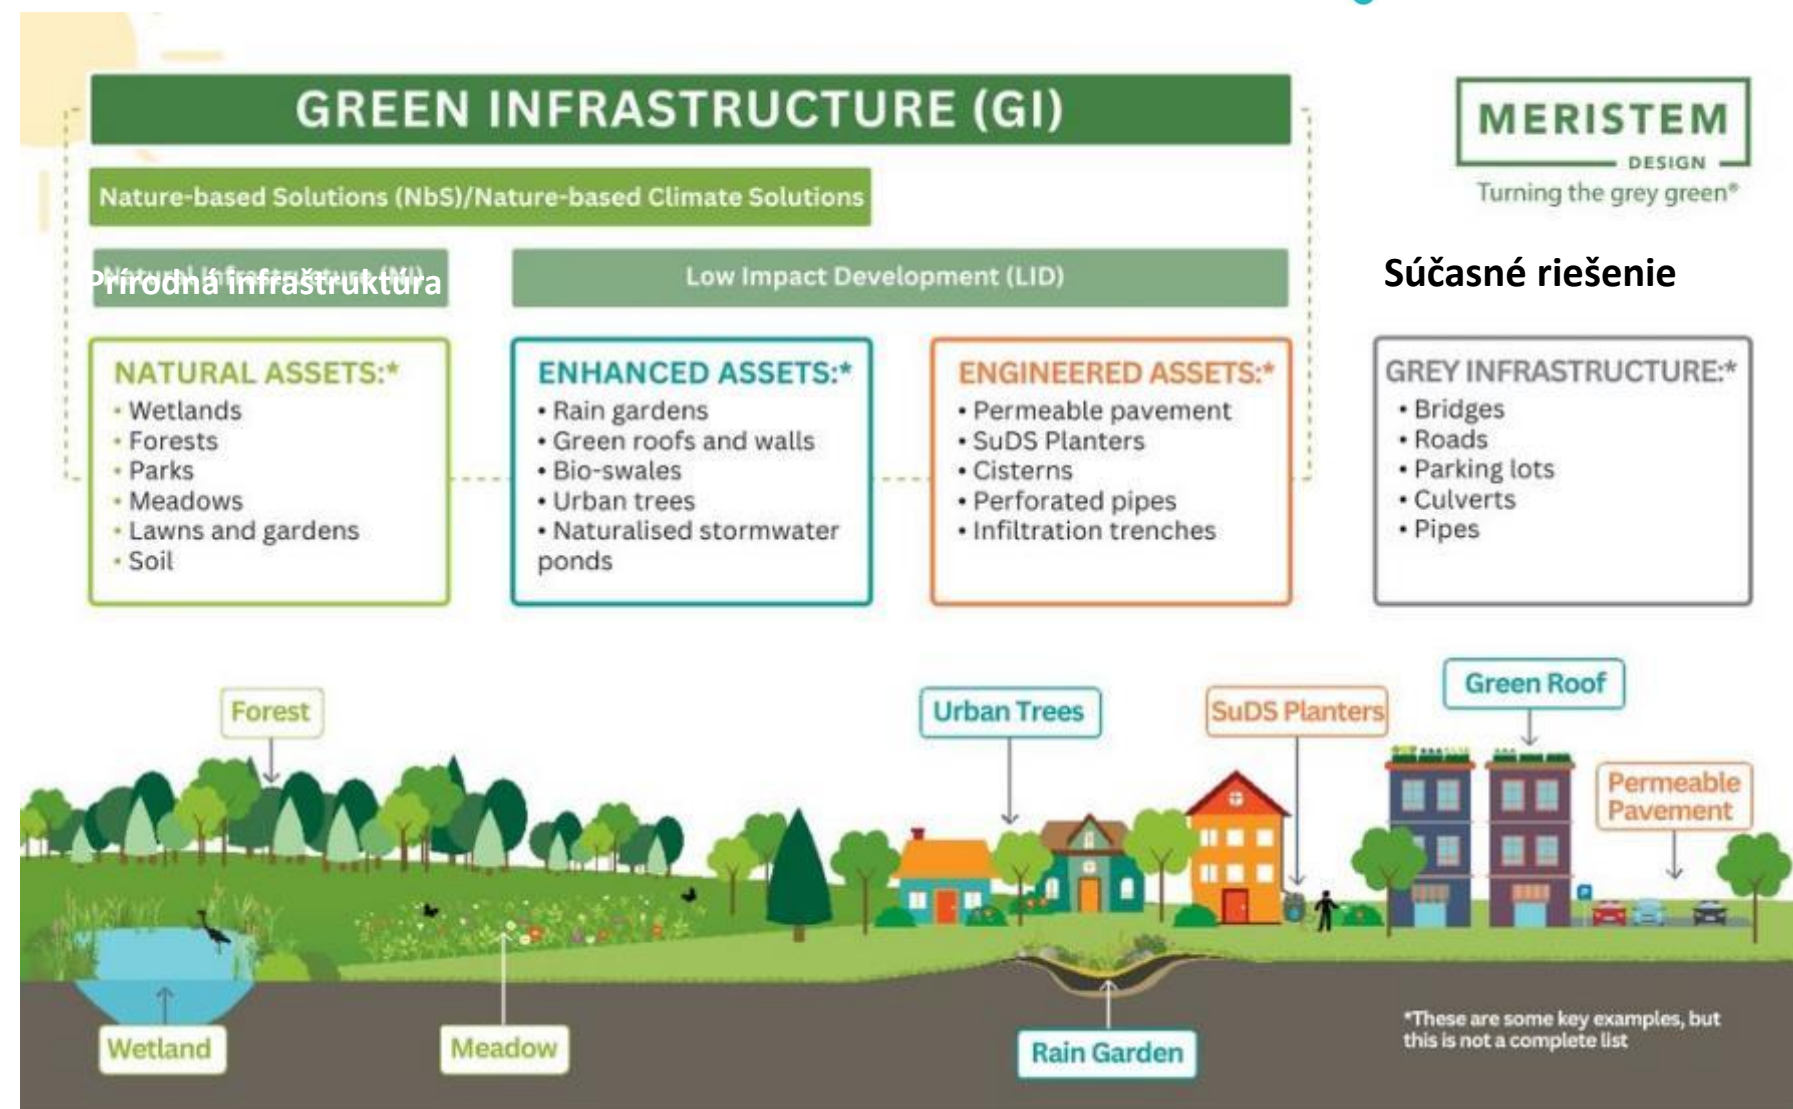 GREEN INFRASTRUCTURE (GI)
MERISTEM
DESIGN
Turning the grey green®
Nature-based Solutions (NbS)/Nature-based Climate Solutions
Prírodná infraštruktúra
Low Impact Development (LID)
Súčasné riešenie
NATURAL ASSETS:*
• Wetlands
• Forests
• Parks
• Meadows
• Lawns and gardens
• Soil
ENHANCED ASSETS:*
• Rain gardens
• Green roofs and walls
• Bio-swales
• Urban trees
• Naturalised stormwater
ponds
ENGINEERED ASSETS:*
• Permeable pavement
• SuDS Planters
• Cisterns
• Perforated pipes
• Infiltration trenches
GREY INFRASTRUCTURE:*
• Bridges
• Roads
• Parking lots
• Culverts
• Pipes
Forest
Urban Trees
SuDS Planters
Green Roof
Permeable
Pavement
Wetland
Meadow
Rain Garden
*These are some key examples, but
this is not a complete list